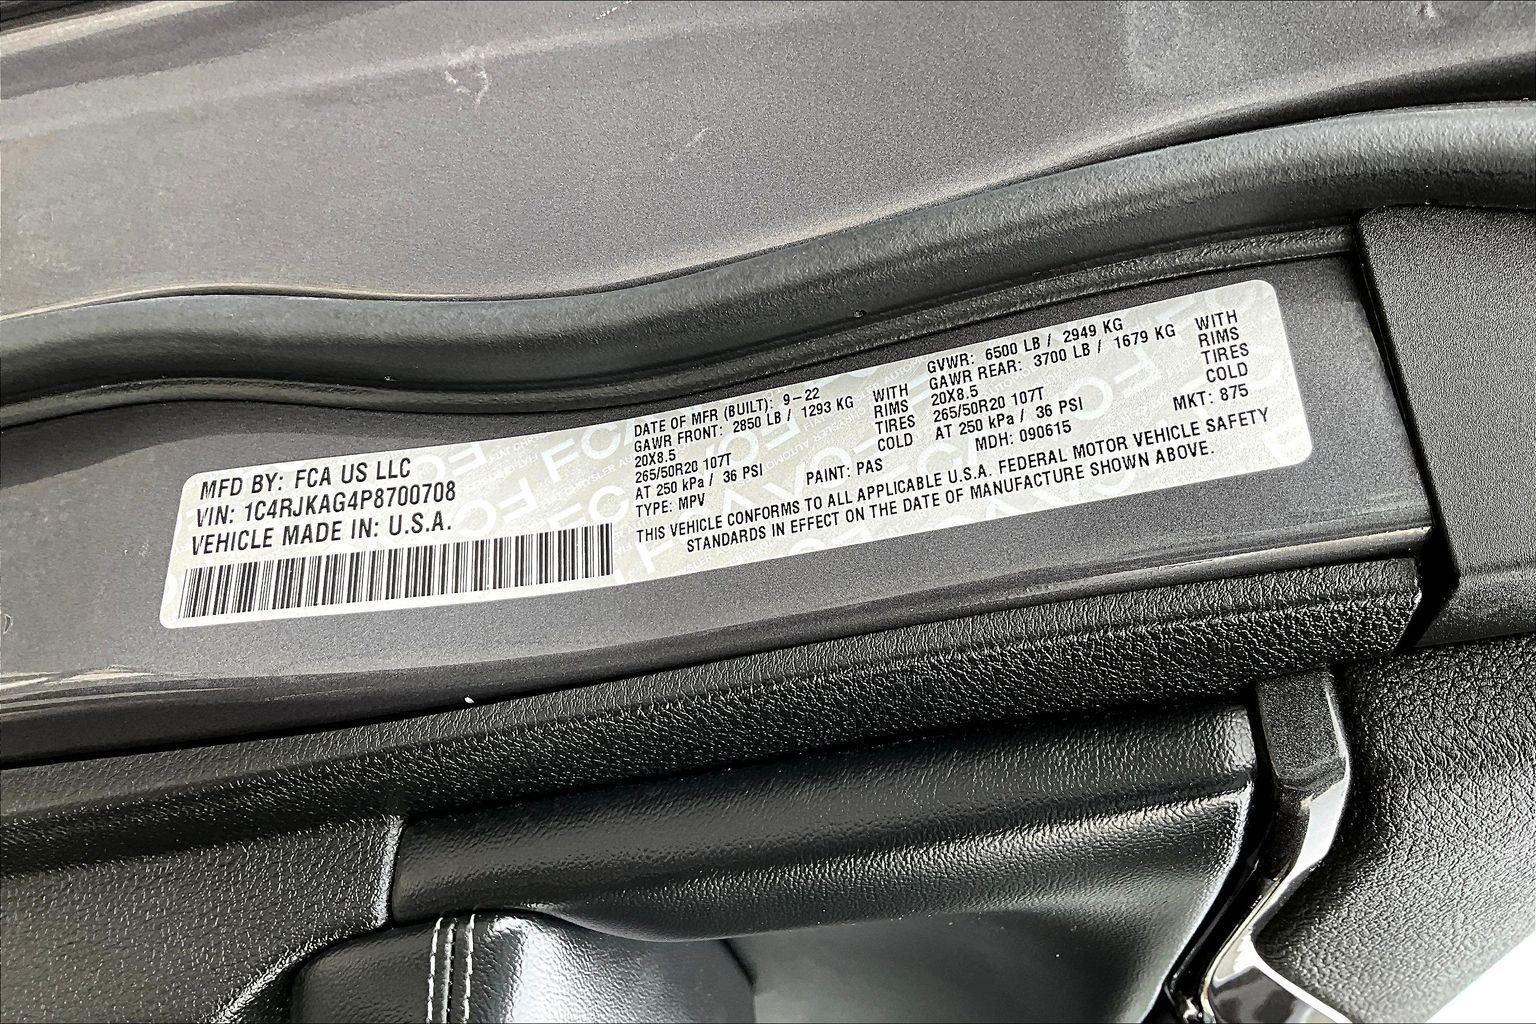 MFD BY: FCA US LLC
VIN: 1C4RJKAG4P8700708
VEHICLE MADE IN: U.S.A.
DATE OF MFR (BUILT): 9-22
GAWR FRONT: 2850 LB / 1293 KG WITH
20X8.5 RIMS
265/50R20 107T TIRES
AT 250 kPa / 36 PSI COLD
TYPE: MPV PAINT: PAS
GVWR: 6500 LB / 2949 KG
GAWR REAR: 3700 LB / 1679 KG WITH
20X8.5 RIMS
265/50R20 107T TIRES
AT 250 kPa / 36 PSI COLD
MDH: 090615 MKT: 875
THIS VEHICLE CONFORMS TO ALL APPLICABLE U.S.A. FEDERAL MOTOR VEHICLE SAFETY
STANDARDS IN EFFECT ON THE DATE OF MANUFACTURE SHOWN ABOVE.